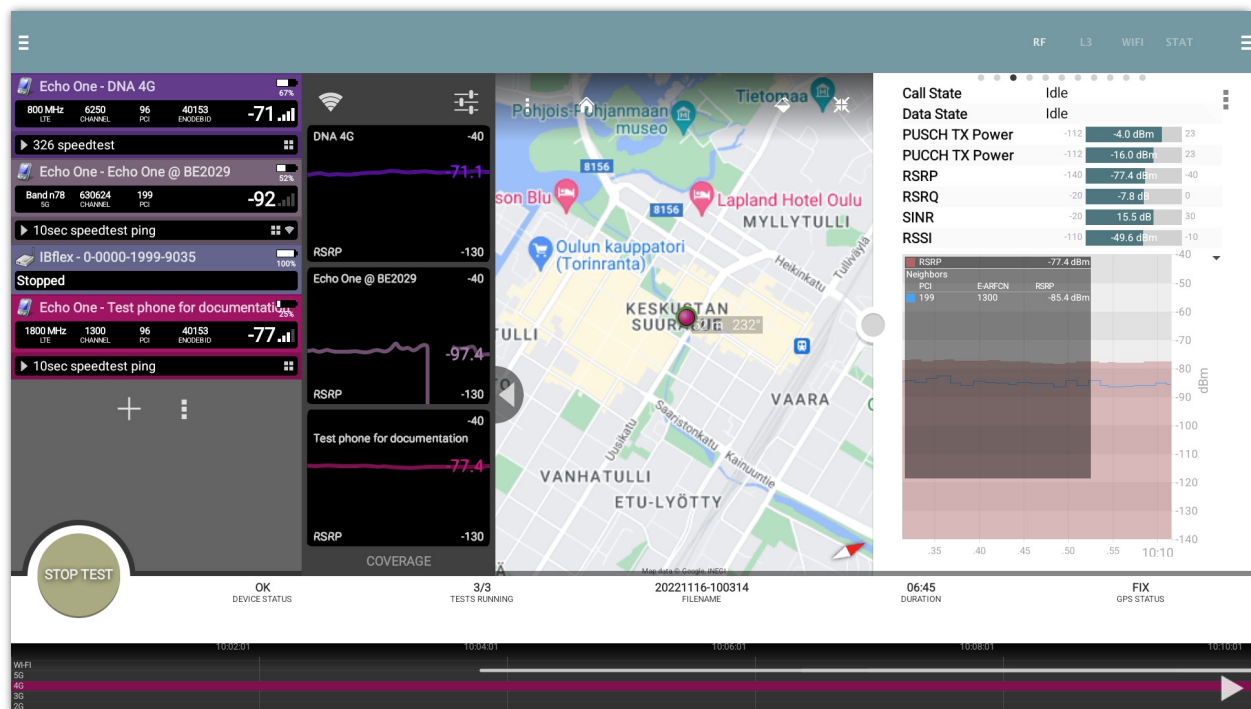 RF L3 WIFI STAT
Echo One - DNA 4G
67%
800 MHz 6250 96 40153 -71
LTE CHANNEL PCI ENODEBID
326 speedtest
Echo One - Echo One @ BE2029
52%
Band n78 630624 199 -92
5G CHANNEL PCI
10sec speedtest ping
IBflex - 0-0000-1999-9035
100%
Stopped
Echo One - Test phone for documentati
25%
1800 MHz 1300 96 40153 -77
LTE CHANNEL PCI ENODEBID
10sec speedtest ping
STOP TEST
DNA 4G -40
-71.1
RSRP -130
Echo One @ BE2029 -40
-97.4
RSRP -130
-40
Test phone for documentation
-77.4
RSRP -130
COVERAGE
Pohjois-Pohjanmaan
museo
Tietomaa
8156
son Blu
8156
Lapland Hotel Oulu
MYLLYTULLI
Oulun kauppatori
(Torinranta)
Heikinkatu
Tulliväylä
KESKUSTAN
232°
TULLI
VAARA
Saaristonkatu
Uusikatu
Kainuuntie
VANHATULLI
ETU-LYÖTTY
Map data © Google, INEGI
Call State Idle
Data State Idle
PUSCH TX Power -112 -4.0 dBm 23
PUCCH TX Power -112 -16.0 dBm 23
RSRP -140 -77.4 dBm -40
RSRQ -20 -7.8 dB 0
SINR -20 15.5 dB 30
RSSI -110 -49.6 dBm -10
RSRP -77.4 dBm
Neighbors
PCI E-ARFCN RSRP
199 1300 -85.4 dBm
-40
-50
-60
-70
-80
-90
-100
-110
-120
-130
-140
dBm
.35 .40 .45 .50 .55 10:10
OK 3/3 20221116-100314 06:45 FIX
DEVICE STATUS TESTS RUNNING FILENAME DURATION GPS STATUS
10:02:01 10:04:01 10:06:01 10:08:01 10:10:01
WI-FI
5G
4G
3G
2G